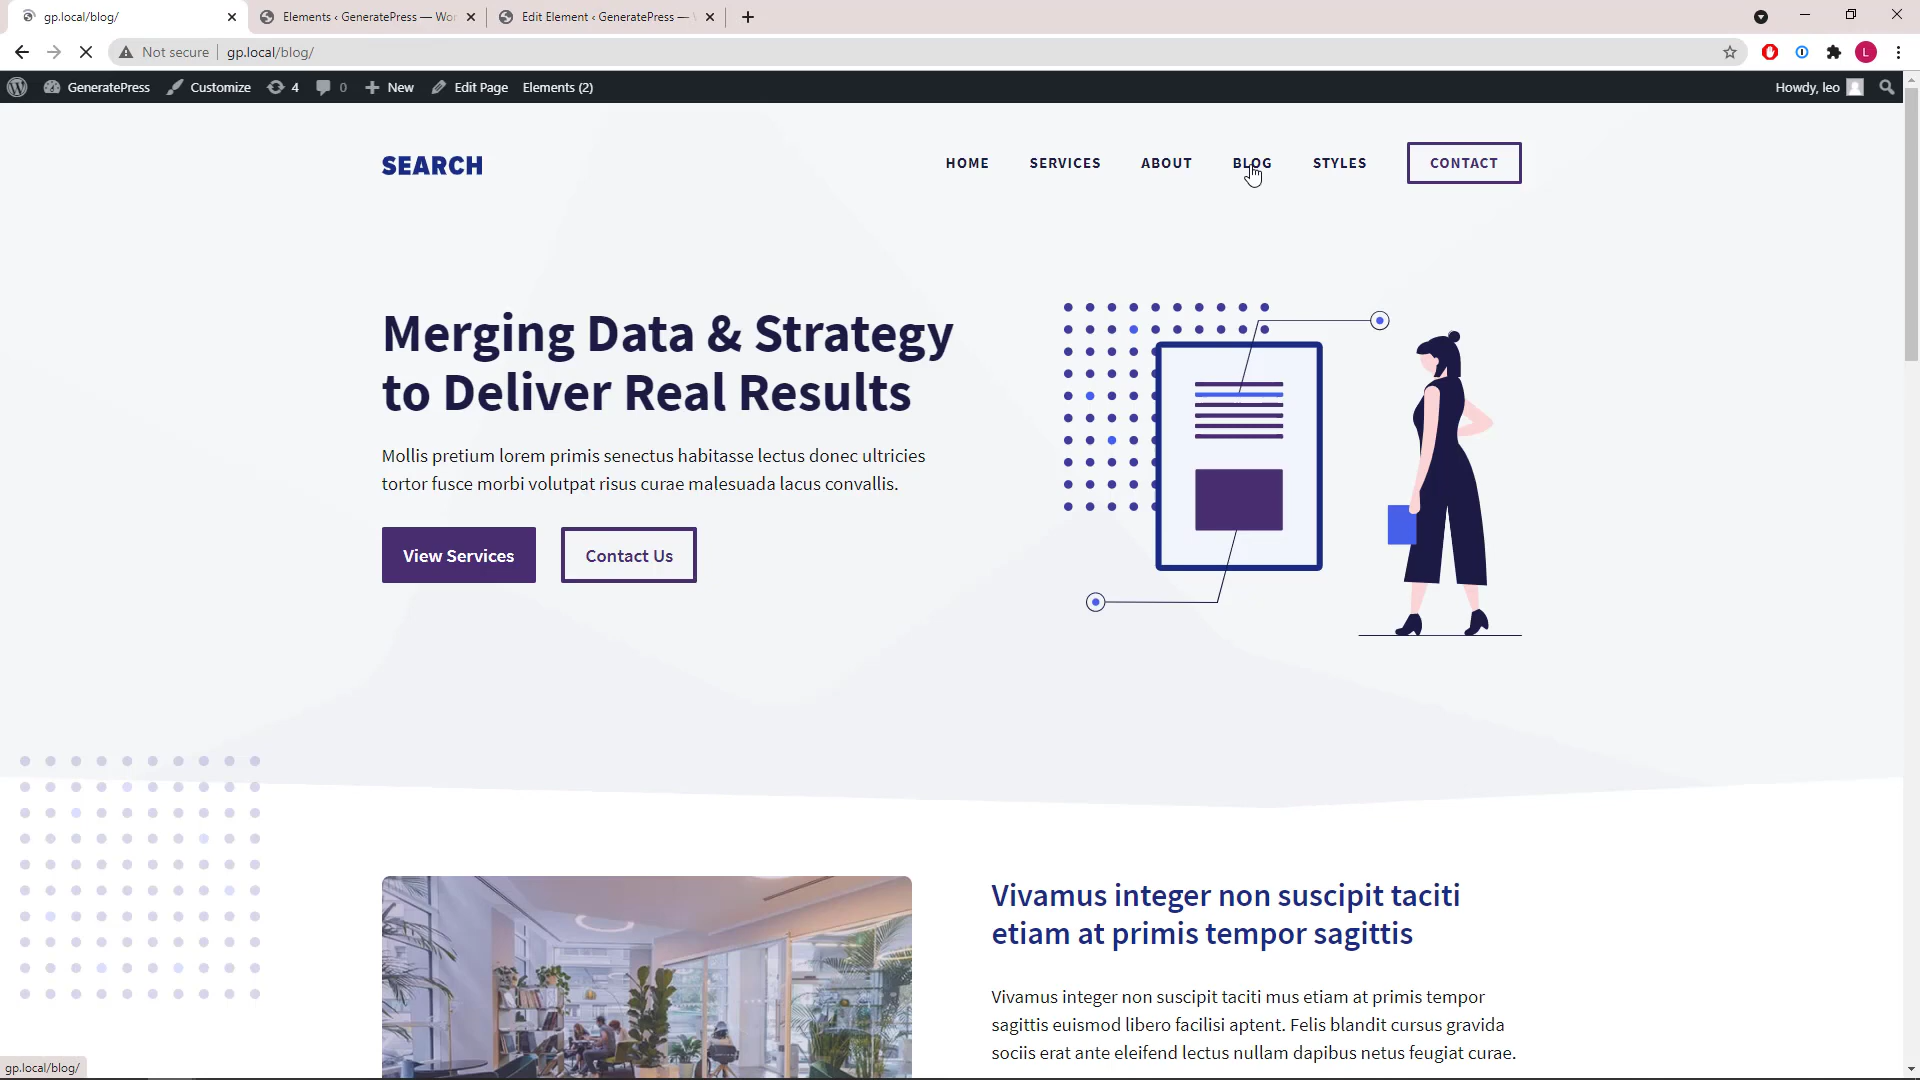 gp.local/blog/
Elements ‹ GeneratePress — Wor
Edit Element ‹ GeneratePress —
Not secure
gp.local/blog/
L
GeneratePress
Customize
4
0
New
Edit Page
Elements (2)
Howdy, leo
SEARCH
HOME
SERVICES
ABOUT
BLOG
STYLES
CONTACT
Merging Data & Strategy
to Deliver Real Results
Mollis pretium lorem primis senectus habitasse lectus donec ultricies
tortor fusce morbi volutpat risus curae malesuada lacus convallis.
View Services
Contact Us
Vivamus integer non suscipit taciti
etiam at primis tempor sagittis
Vivamus integer non suscipit taciti mus etiam at primis tempor
sagittis euismod libero facilisi aptent. Felis blandit cursus gravida
sociis erat ante eleifend lectus nullam dapibus netus feugiat curae.
gp.local/blog/